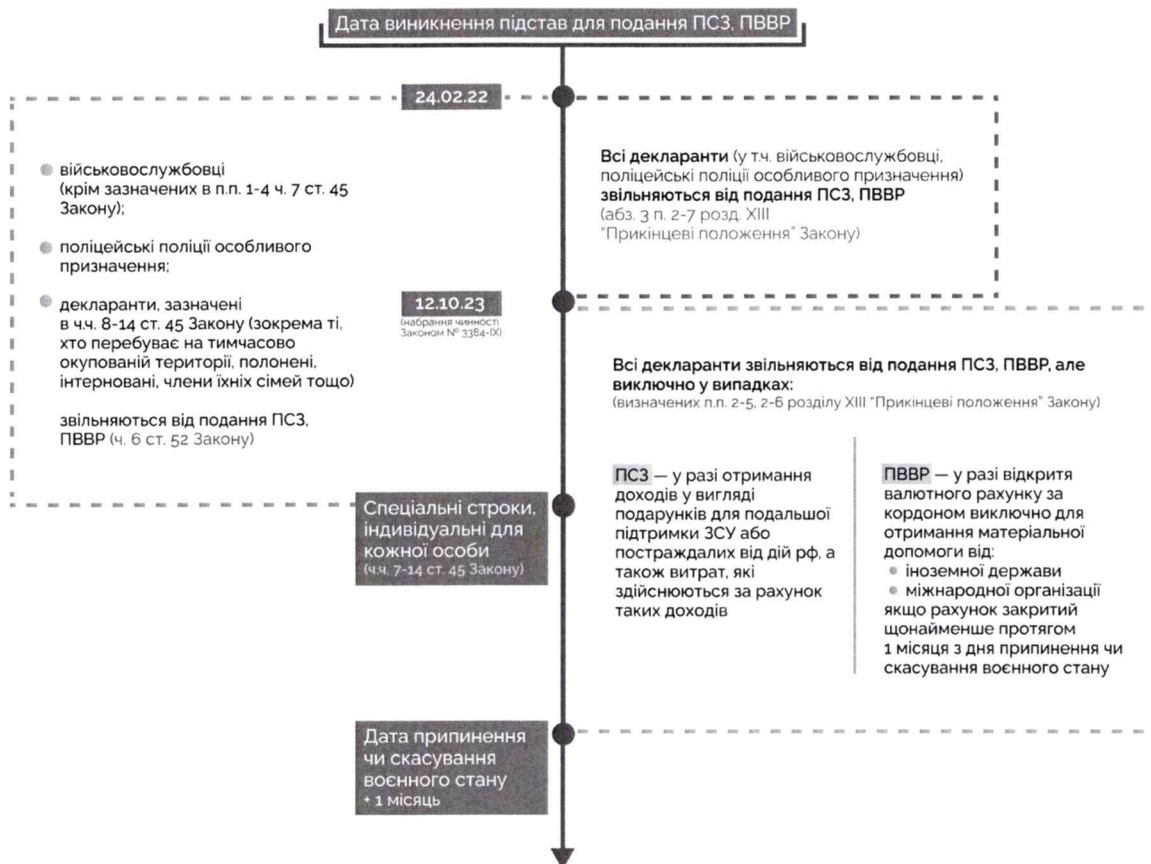 Дата виникнення підстав для подання ПСЗ, ПВВР
24.02.22
військовослужбовці
(крім зазначених в п.п. 1-4 ч. 7 ст. 45
Закону);
поліцейські поліції особливого
призначення;
декларанти, зазначені
в ч.ч. 8-14 ст. 45 Закону (зокрема ті,
хто перебуває на тимчасово
окупованій території, полонені,
інтерновані, члени їхніх сімей тощо)
звільняються від подання ПСЗ,
ПВВР (ч. 6 ст. 52 Закону)
Всі декларанти (у т.ч. військовослужбовці,
поліцейські поліції особливого призначення)
звільняються від подання ПСЗ, ПВВР
(абз. 3 п. 2-7 розд. XIII
"Прикінцеві положення" Закону)
12.10.23
(набрання чинності
Законом № 3384-IX)
Всі декларанти звільняються від подання ПСЗ, ПВВР, але
виключно у випадках:
(визначених п.п. 2-5, 2-6 розділу XIII "Прикінцеві положення" Закону)
ПСЗ — у разі отримання
доходів у вигляді
подарунків для подальшої
підтримки ЗСУ або
постраждалих від дій рф, а
також витрат, які
здійснюються за рахунок
таких доходів
ПВВР — у разі відкритя
валютного рахунку за
кордоном виключно для
отримання матеріальної
допомоги від:
іноземної держави
міжнародної організації
якщо рахунок закритий
щонайменше протягом
1 місяця з дня припинення чи
скасування воєнного стану
Спеціальні строки,
індивідуальні для
кожної особи
(ч.ч. 7-14 ст. 45 Закону)
Дата припинення
чи скасування
воєнного стану
+ 1 місяць